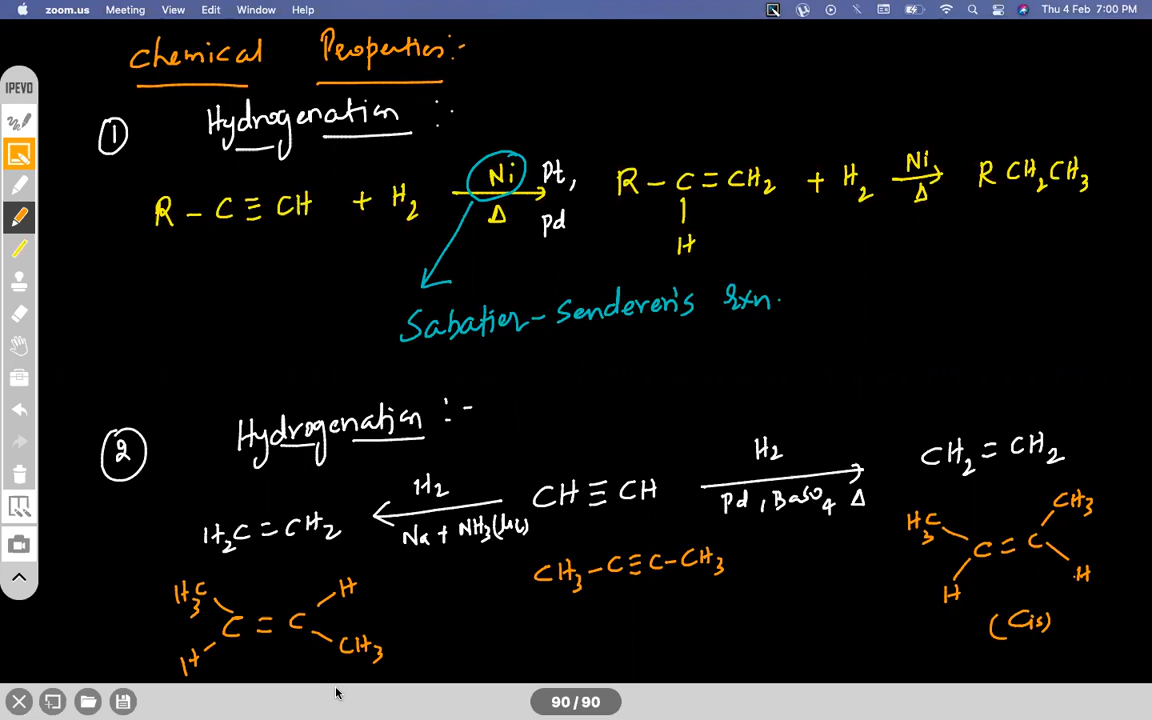 zoom.us Meeting View Edit Window Help Thu 4 Feb 7:00 PM
IPEVO
Chemical Properties:-
① Hydrogenation :-
R - C ≡ CH + H₂ Ni Δ Pt, Pd R - C = CH₂ + H₂ Ni Δ R CH₂CH₃
H
Sabatier - Senderen's rxn.
② Hydrogenation :-
H₂C = CH₂ H₂ Na + NH₃(liq) CH ≡ CH H₂ Pd, BaSO₄ Δ CH₂ = CH₂
CH₃ - C ≡ C - CH₃
H₃C CH₃
C = C
H H
(Cis)
H₃C H
C = C
H CH₃
90 / 90